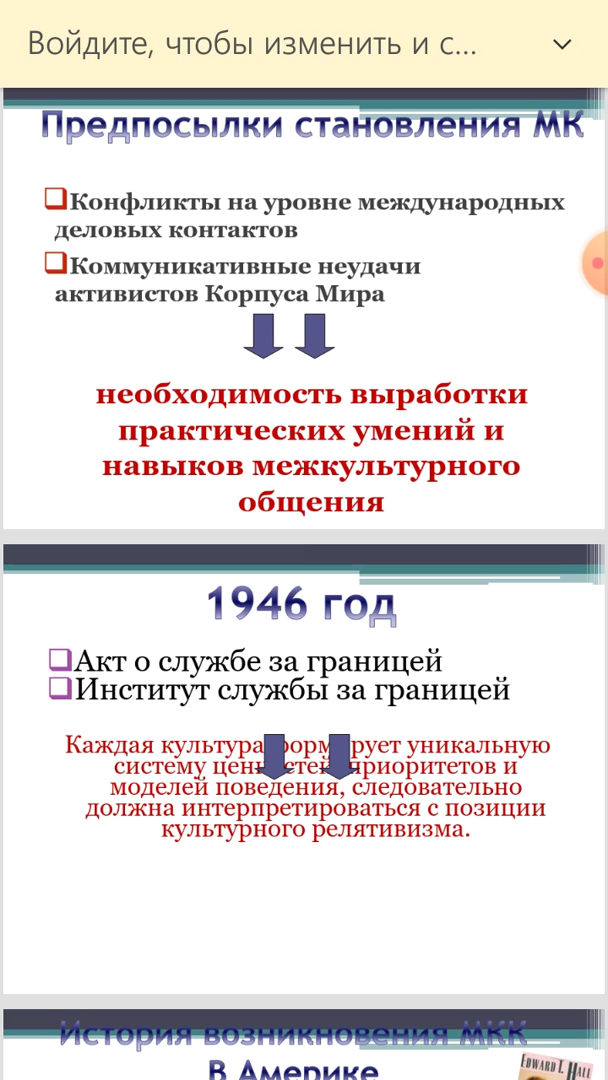 Войдите, чтобы изменить и с...
Предпосылки становления МК
Конфликты на уровне международных
деловых контактов
Коммуникативные неудачи
активистов Корпуса Мира
необходимость выработки
практических умений и
навыков межкультурного
общения
1946 год
Акт о службе за границей
Институт службы за границей
Каждая культура формирует уникальную
систему ценностей, приоритетов и
моделей поведения, следовательно
должна интерпретироваться с позиции
культурного релятивизма.
История возникновения МКК
В Америке
EDWARD T. HALL